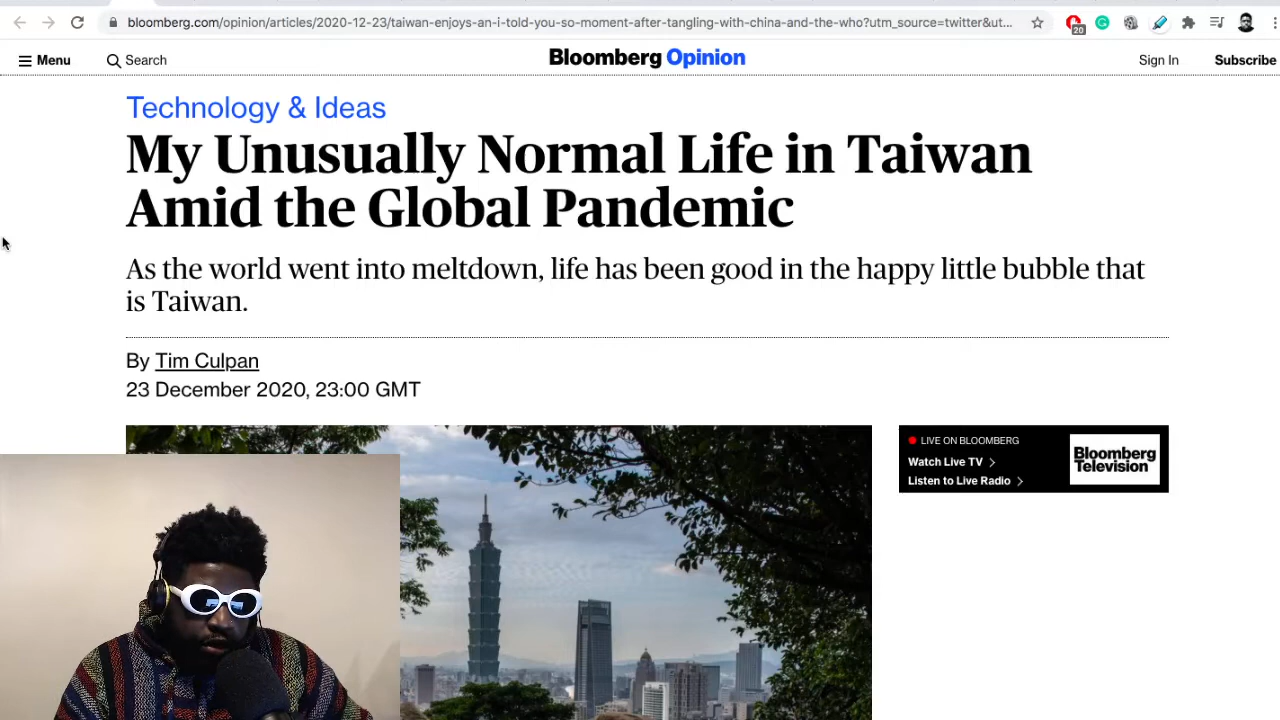 bloomberg.com/opinion/articles/2020-12-23/taiwan-enjoys-an-i-told-you-so-moment-after-tangling-with-china-and-the-who?utm_source=twitter&ut...
20
Menu
Search
Bloomberg Opinion
Sign In
Subscribe
Technology & Ideas
My Unusually Normal Life in Taiwan
Amid the Global Pandemic
As the world went into meltdown, life has been good in the happy little bubble that
is Taiwan.
By Tim Culpan
23 December 2020, 23:00 GMT
LIVE ON BLOOMBERG
Watch Live TV
Listen to Live Radio
Bloomberg
Television